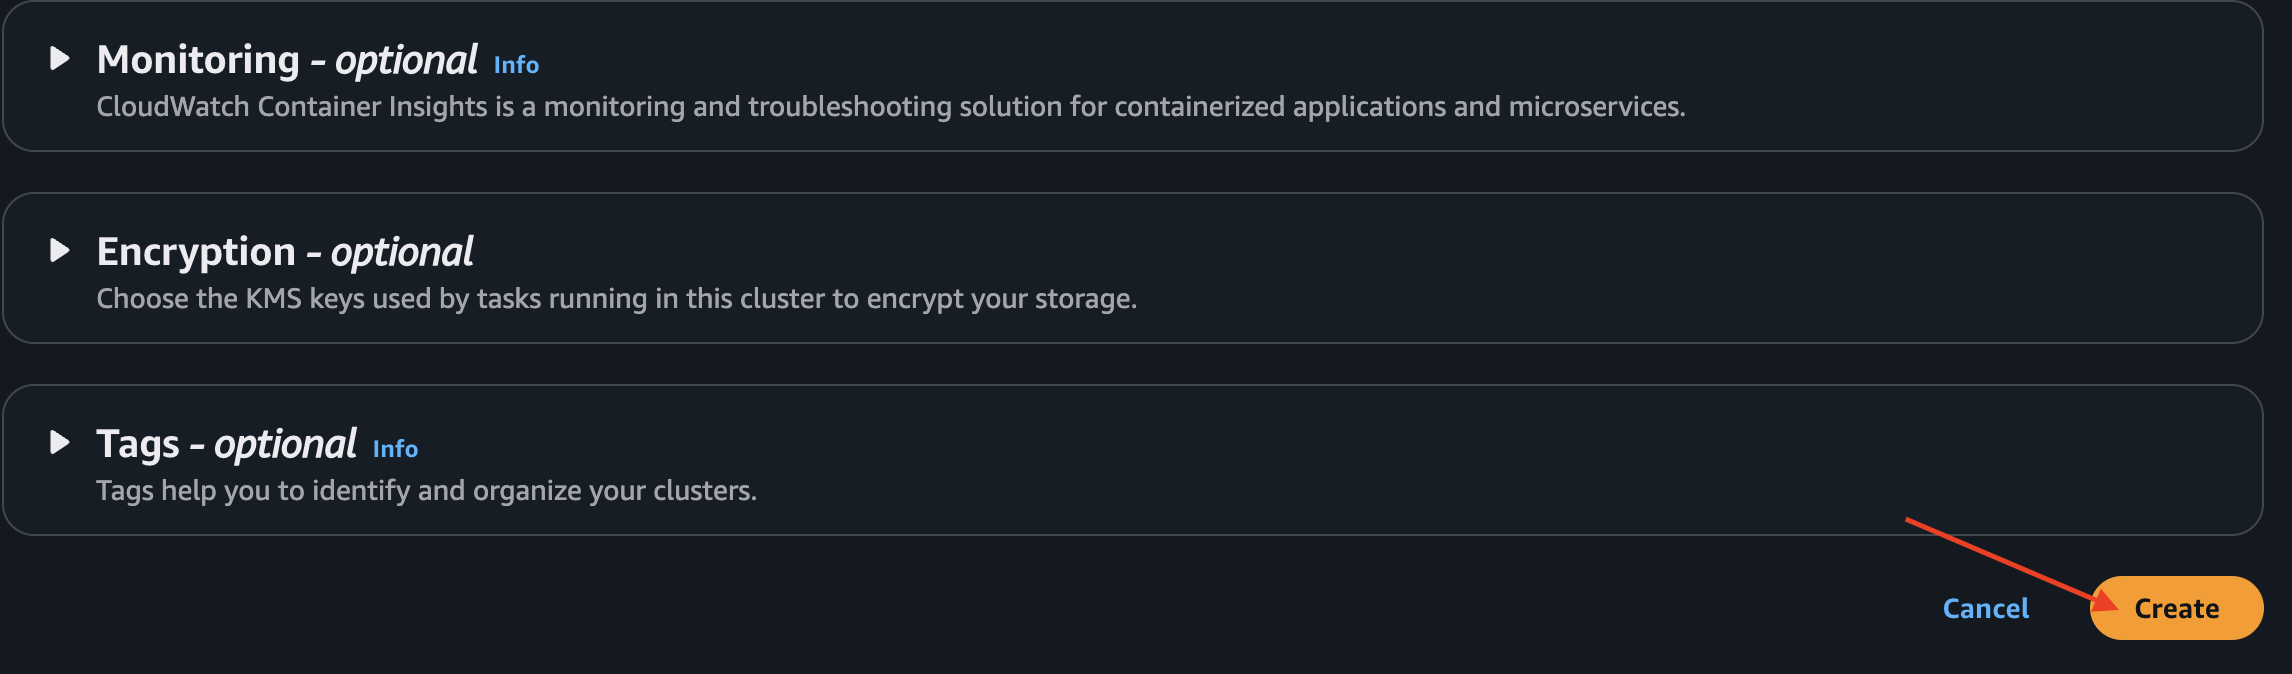 Monitoring - optional Info
CloudWatch Container Insights is a monitoring and troubleshooting solution for containerized applications and microservices.
Encryption - optional
Choose the KMS keys used by tasks running in this cluster to encrypt your storage.
Tags - optional Info
Tags help you to identify and organize your clusters.
Cancel Create